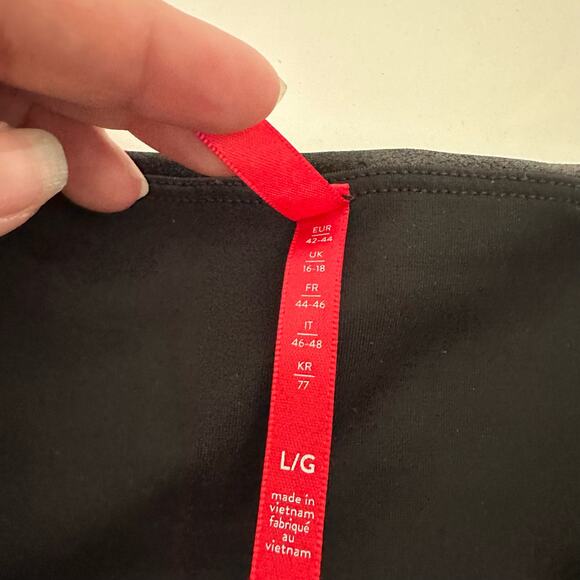 EUR
42-44
UK
16-18
FR
44-46
IT
46-48
KR
77
L/G
made in
vietnam
fabriqué
au
vietnam